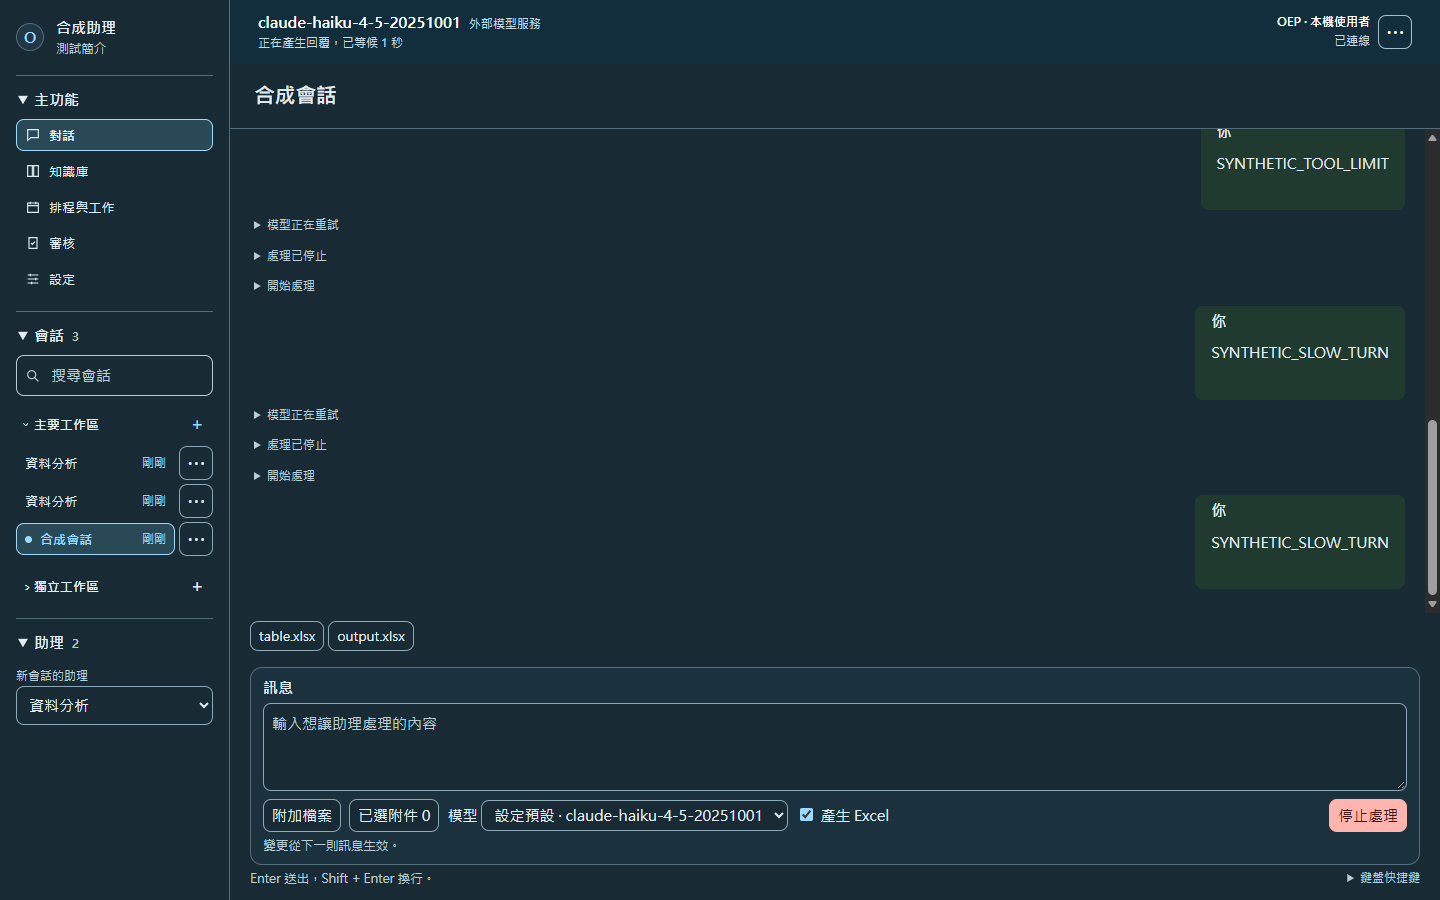 O
合成助理
測試簡介
▼ 主功能
對話
知識庫
排程與工作
審核
設定
▼ 會話 3
搜尋會話
主要工作區 +
資料分析 剛剛 ...
資料分析 剛剛 ...
合成會話 剛剛 ...
獨立工作區 +
▼ 助理 2
新會話的助理
資料分析
claude-haiku-4-5-20251001 外部模型服務
正在產生回覆，已等候 1 秒
OEP · 本機使用者
已連線
...
合成會話
你
SYNTHETIC_TOOL_LIMIT
▶ 模型正在重試
▶ 處理已停止
▶ 開始處理
你
SYNTHETIC_SLOW_TURN
▶ 模型正在重試
▶ 處理已停止
▶ 開始處理
你
SYNTHETIC_SLOW_TURN
table.xlsx output.xlsx
訊息
輸入想讓助理處理的內容
附加檔案 已選附件 0 模型 設定預設 · claude-haiku-4-5-20251001 產生 Excel 停止處理
變更從下一則訊息生效。
Enter 送出，Shift + Enter 換行。 ▶ 鍵盤快捷鍵